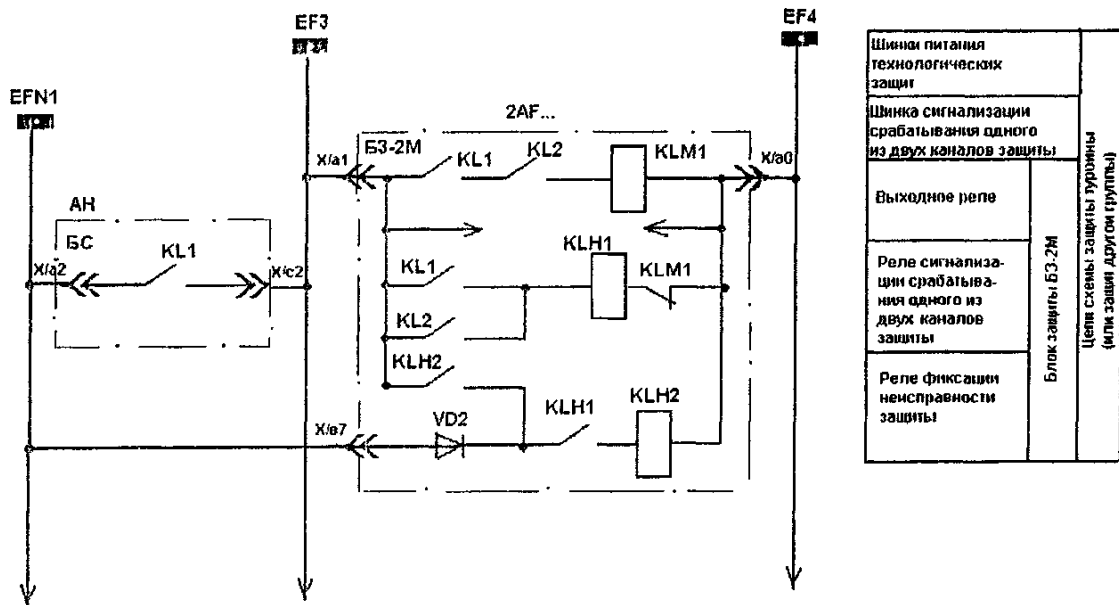 EF3
EF4
EFN1
2AF...
БЗ-2М
KL1
KL2
KLM1
X/a1
X/a0
АН
БС
KL1
X/a2
X/c2
KL1
KLH1
KLM1
KL2
KLH2
X/в7
VD2
KLH1
KLH2
Шинки питания
технологических
защит
Шинка сигнализации
срабатывания одного
из двух каналов защиты
Выходное реле
Реле сигнализа-
ции срабатыва-
ния одного из
двух каналов
защиты
Реле фиксации
неисправности
защиты
Блок защиты БЗ-2М
Цепи схемы защиты турбины
(или защит другой группы)